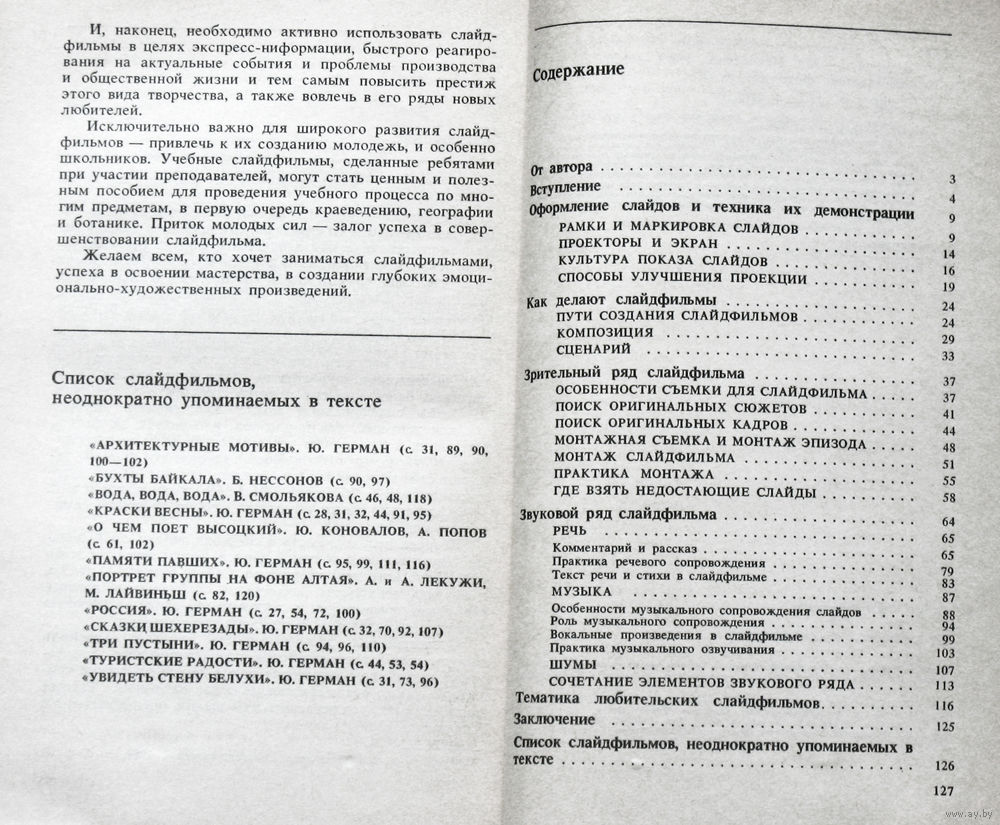 И, наконец, необходимо активно использовать слайд-
фильмы в целях экспресс-ниформации, быстрого реагиро-
вания на актуальные события и проблемы производства
и общественной жизни и тем самым повысить престиж
этого вида творчества, а также вовлечь в его ряды новых
любителей.
Исключительно важно для широкого развития слайд-
фильмов — привлечь к их созданию молодежь, и особенно
школьников. Учебные слайдфильмы, сделанные ребятами
при участии преподавателей, могут стать ценным и полез-
ным пособием для проведения учебного процесса по мно-
гим предметам, в первую очередь краеведению, географии
и ботанике. Приток молодых сил — залог успеха в совер-
шенствовании слайдфильма.
Желаем всем, кто хочет заниматься слайдфильмами,
успеха в освоении мастерства, в создании глубоких эмоци-
онально-художественных произведений.
Список слайдфильмов,
неоднократно упоминаемых в тексте
«АРХИТЕКТУРНЫЕ МОТИВЫ». Ю. ГЕРМАН (с. 31, 89, 90,
100—102)
«БУХТЫ БАЙКАЛА». Б. НЕССОНОВ (с. 90, 97)
«ВОДА, ВОДА, ВОДА». В. СМОЛЬЯКОВА (с. 46, 48, 118)
«КРАСКИ ВЕСНЫ». Ю. ГЕРМАН (с. 28, 31, 32, 44, 91, 95)
«О ЧЕМ ПОЕТ ВЫСОЦКИЙ». Ю. КОНОВАЛОВ, А. ПОПОВ
(с. 61, 102)
«ПАМЯТИ ПАВШИХ». Ю. ГЕРМАН (с. 95, 99, 111, 116)
«ПОРТРЕТ ГРУППЫ НА ФОНЕ АЛТАЯ». А. и А. ЛЕКУЖИ,
М. ЛАЙВИНЬШ (с. 82, 120)
«РОССИЯ». Ю. ГЕРМАН (с. 27, 54, 72, 100)
«СКАЗКИ ШЕХЕРЕЗАДЫ». Ю. ГЕРМАН (с. 32, 70, 92, 107)
«ТРИ ПУСТЫНИ». Ю. ГЕРМАН (с. 94, 96, 110)
«ТУРИСТСКИЕ РАДОСТИ». Ю. ГЕРМАН (с. 44, 53, 54)
«УВИДЕТЬ СТЕНУ БЕЛУХИ». Ю. ГЕРМАН (с. 31, 73, 96)
Содержание
От автора . . . . . . . . . . 3
Вступление . . . . . . . . . . 4
Оформление слайдов и техника их демонстрации 9
РАМКИ И МАРКИРОВКА СЛАЙДОВ . . . . . . . . . . 9
ПРОЕКТОРЫ И ЭКРАН . . . . . . . . . . 14
КУЛЬТУРА ПОКАЗА СЛАЙДОВ . . . . . . . . . . 16
СПОСОБЫ УЛУЧШЕНИЯ ПРОЕКЦИИ . . . . . . . . . . 19
Как делают слайдфильмы . . . . . . . . . . 24
ПУТИ СОЗДАНИЯ СЛАЙДФИЛЬМОВ . . . . . . . . . . 24
КОМПОЗИЦИЯ . . . . . . . . . . 29
СЦЕНАРИЙ . . . . . . . . . . 33
Зрительный ряд слайдфильма . . . . . . . . . . 37
ОСОБЕННОСТИ СЪЕМКИ ДЛЯ СЛАЙДФИЛЬМА . . . . . 37
ПОИСК ОРИГИНАЛЬНЫХ СЮЖЕТОВ . . . . . . . . . . 41
ПОИСК ОРИГИНАЛЬНЫХ КАДРОВ . . . . . . . . . . 44
МОНТАЖНАЯ СЪЕМКА И МОНТАЖ ЭПИЗОДА . . . . . 48
МОНТАЖ СЛАЙДФИЛЬМА . . . . . . . . . . 51
ПРАКТИКА МОНТАЖА . . . . . . . . . . 55
ГДЕ ВЗЯТЬ НЕДОСТАЮЩИЕ СЛАЙДЫ . . . . . . . . . . 58
Звуковой ряд слайдфильма . . . . . . . . . . 64
РЕЧЬ . . . . . . . . . . 65
Комментарий и рассказ . . . . . . . . . . 65
Практика речевого сопровождения . . . . . . . . . . 79
Текст речи и стихи в слайдфильме . . . . . . . . . . 83
МУЗЫКА . . . . . . . . . . 87
Особенности музыкального сопровождения слайдов . . . . . 88
Роль музыкального сопровождения . . . . . . . . . . 94
Вокальные произведения в слайдфильме . . . . . . . . . . 99
Практика музыкального озвучивания . . . . . . . . . . 103
ШУМЫ . . . . . . . . . . 107
СОЧЕТАНИЕ ЭЛЕМЕНТОВ ЗВУКОВОГО РЯДА . . . . . . 113
Тематика любительских слайдфильмов. . . . . . . . 116
Заключение . . . . . . . . . . 125
Список слайдфильмов, неоднократно упоминаемых в
тексте . . . . . . . . . . 126
127
www.ay.by